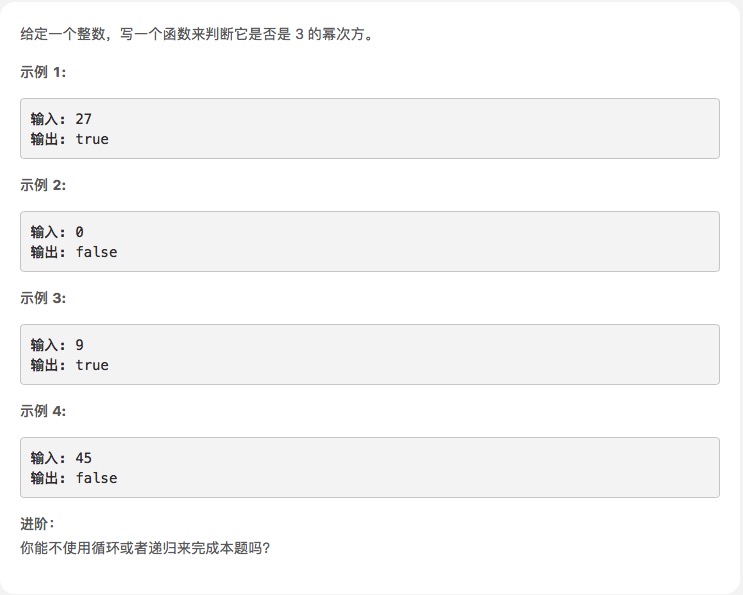 给定一个整数，写一个函数来判断它是否是 3 的幂次方。
示例 1:
输入: 27
输出: true
示例 2:
输入: 0
输出: false
示例 3:
输入: 9
输出: true
示例 4:
输入: 45
输出: false
进阶：
你能不使用循环或者递归来完成本题吗？